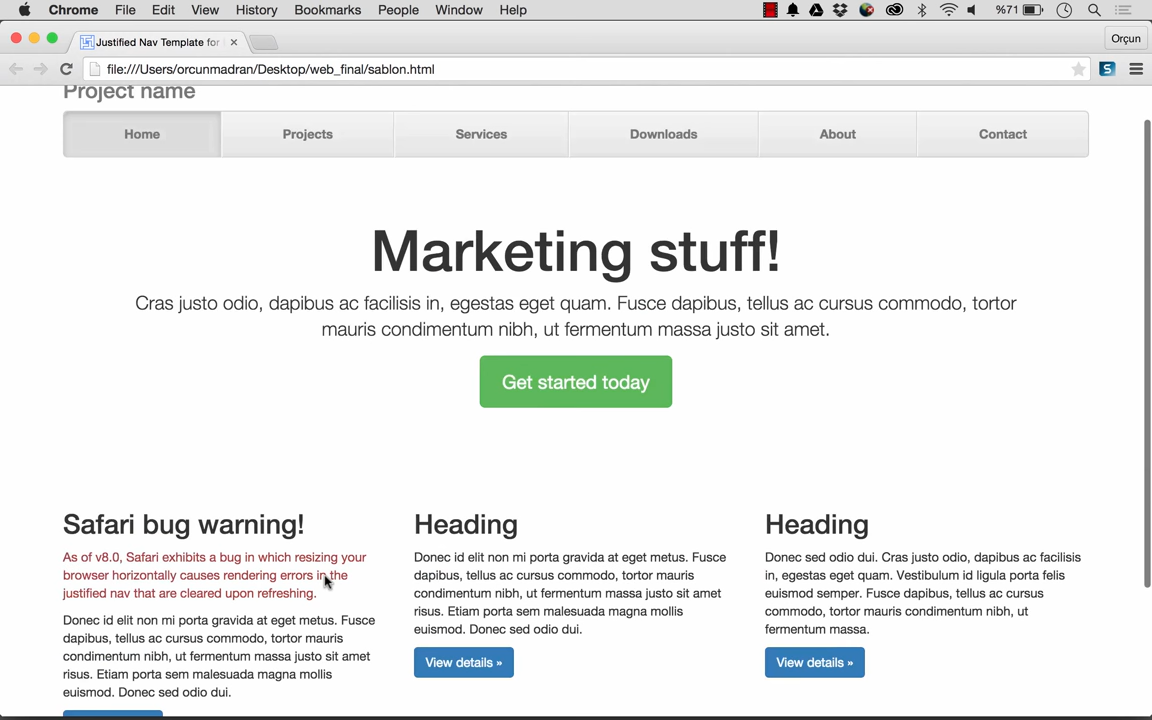 Chrome File Edit View History Bookmarks People Window Help %71
Justified Nav Template for
Orçun
file:///Users/orcunmadran/Desktop/web_final/sablon.html
Project name
Home Projects Services Downloads About Contact
Marketing stuff!
Cras justo odio, dapibus ac facilisis in, egestas eget quam. Fusce dapibus, tellus ac cursus commodo, tortor
mauris condimentum nibh, ut fermentum massa justo sit amet.
Get started today
Safari bug warning!
As of v8.0, Safari exhibits a bug in which resizing your
browser horizontally causes rendering errors in the
justified nav that are cleared upon refreshing.
Donec id elit non mi porta gravida at eget metus. Fusce
dapibus, tellus ac cursus commodo, tortor mauris
condimentum nibh, ut fermentum massa justo sit amet
risus. Etiam porta sem malesuada magna mollis
euismod. Donec sed odio dui.
Heading
Donec id elit non mi porta gravida at eget metus. Fusce
dapibus, tellus ac cursus commodo, tortor mauris
condimentum nibh, ut fermentum massa justo sit amet
risus. Etiam porta sem malesuada magna mollis
euismod. Donec sed odio dui.
View details »
Heading
Donec sed odio dui. Cras justo odio, dapibus ac facilisis
in, egestas eget quam. Vestibulum id ligula porta felis
euismod semper. Fusce dapibus, tellus ac cursus
commodo, tortor mauris condimentum nibh, ut
fermentum massa.
View details »